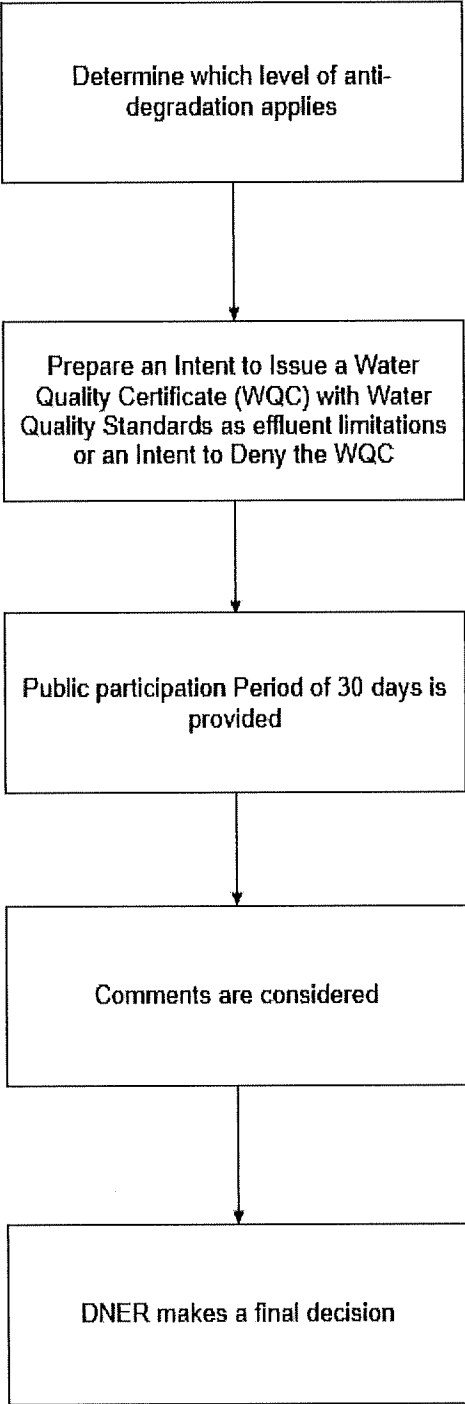 Determine which level of anti-
degradation applies
Prepare an Intent to Issue a Water
Quality Certificate (WQC) with Water
Quality Standards as effluent limitations
or an Intent to Deny the WQC
Public participation Period of 30 days is
provided
Comments are considered
DNER makes a final decision